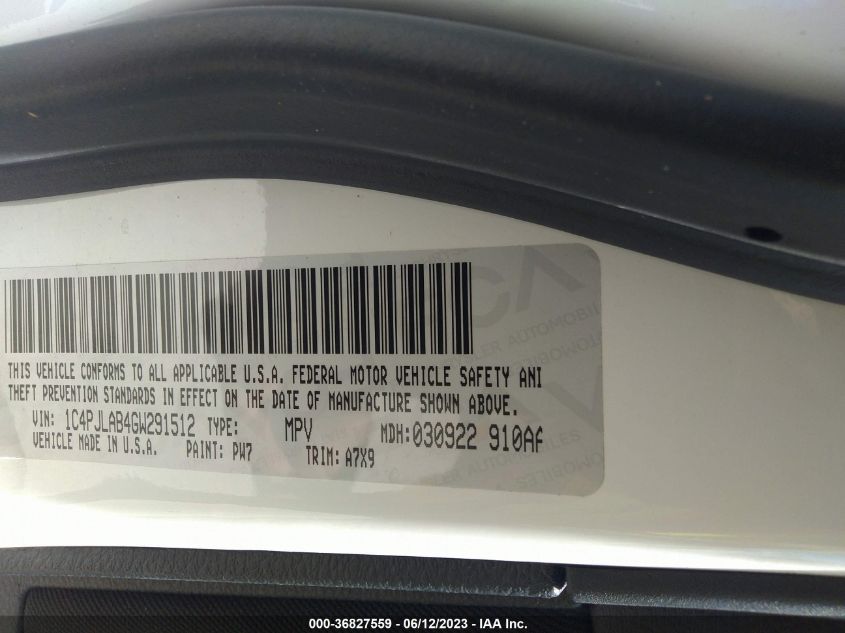 THIS VEHICLE CONFORMS TO ALL APPLICABLE U.S.A. FEDERAL MOTOR VEHICLE SAFETY AND
THEFT PREVENTION STANDARDS IN EFFECT ON THE DATE OF MANUFACTURE SHOWN ABOVE.
VIN: 1C4PJLAB4GW291512 TYPE: MPV MDH: 030922 910AF
VEHICLE MADE IN U.S.A. PAINT: PW7 TRIM: A7X9
000-36827559 - 06/12/2023 - IAA Inc.